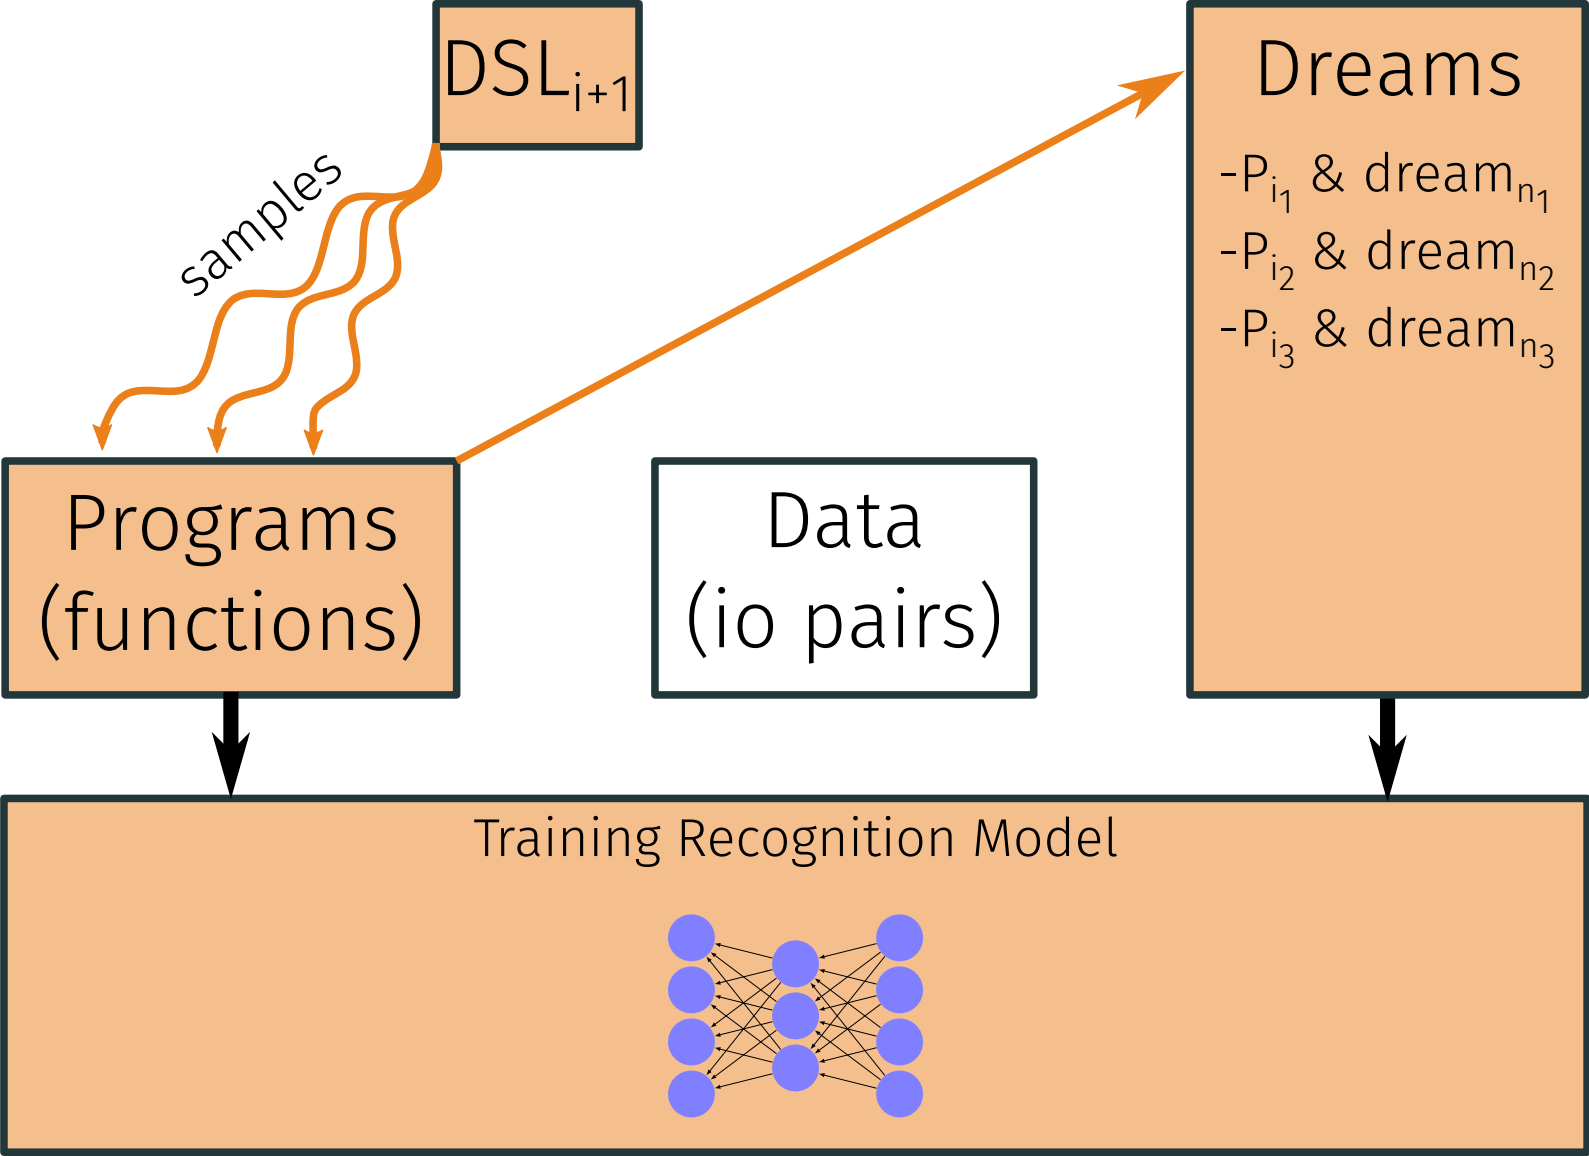 DSLi+1
Dreams
samples
-Pi1 & dreamn1
-Pi2 & dreamn2
-Pi3 & dreamn3
Programs
(functions)
Data
(io pairs)
Training Recognition Model